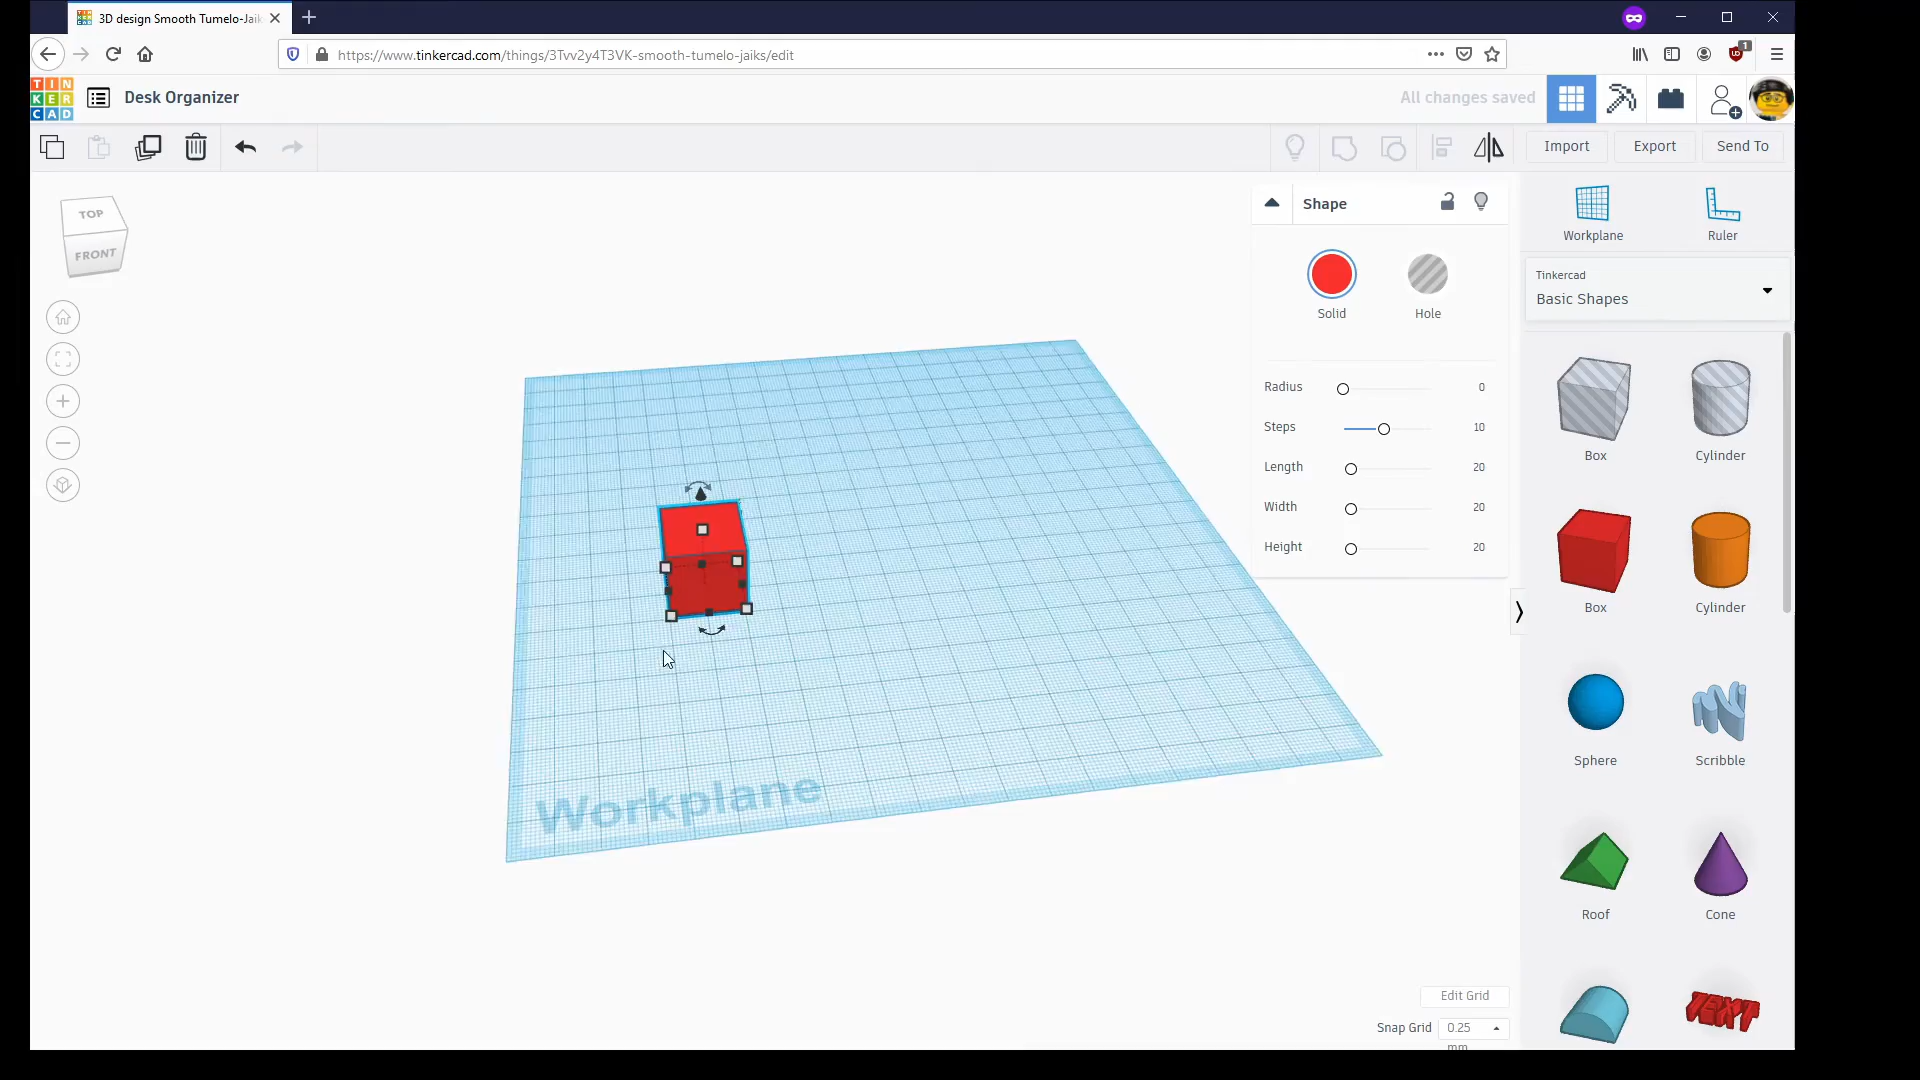 3D design Smooth Tumelo-Jaik
https://www.tinkercad.com/things/3Tvv2y4T3VK-smooth-tumelo-jaiks/edit
1
TIN
KER
CAD
Desk Organizer
All changes saved
Import
Export
Send To
TOP
FRONT
Shape
Solid
Hole
Radius 0
Steps 10
Length 20
Width 20
Height 20
Workplane
Ruler
Tinkercad
Basic Shapes
Box
Cylinder
Box
Cylinder
Sphere
Scribble
Roof
Cone
TEXT
Workplane
Edit Grid
Snap Grid 0.25
mm